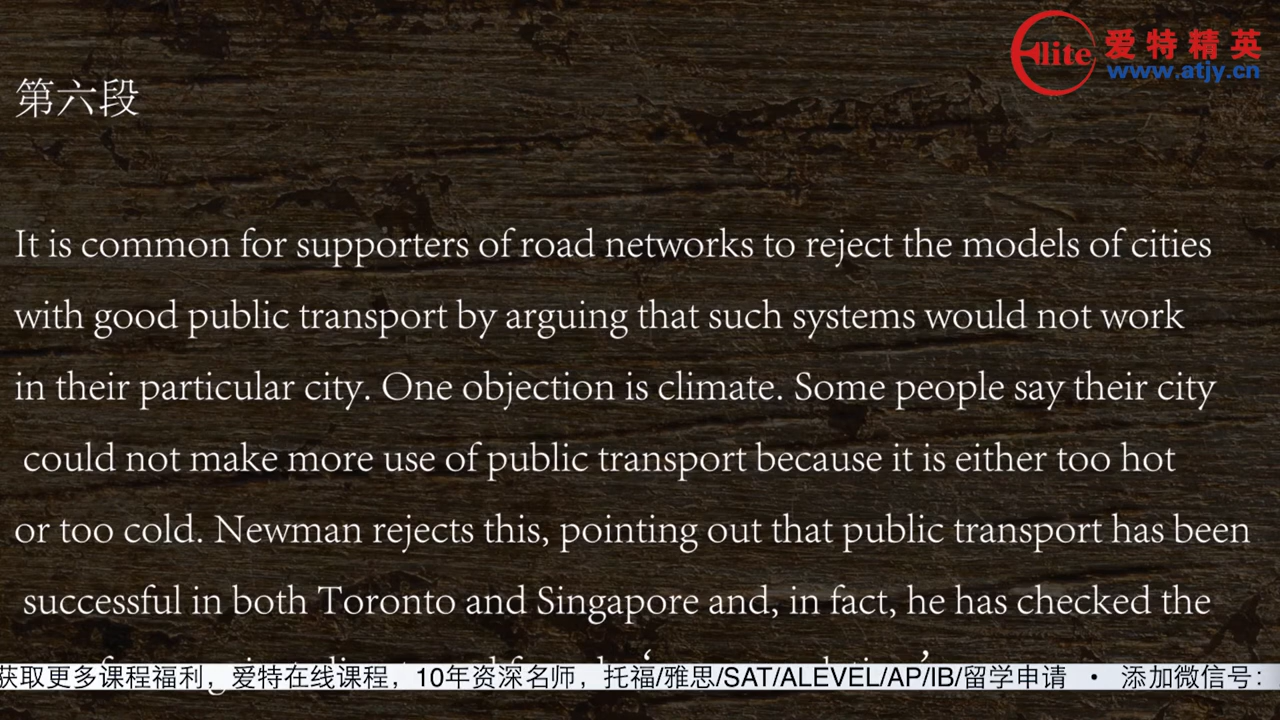 Elite 爱特精英
www.atjy.cn
第六段
It is common for supporters of road networks to reject the models of cities
with good public transport by arguing that such systems would not work
in their particular city. One objection is climate. Some people say their city
could not make more use of public transport because it is either too hot
or too cold. Newman rejects this, pointing out that public transport has been
successful in both Toronto and Singapore and, in fact, he has checked the
获取更多课程福利，爱特在线课程，10年资深名师，托福/雅思/SAT/ALEVEL/AP/IB/留学申请 • 添加微信号：